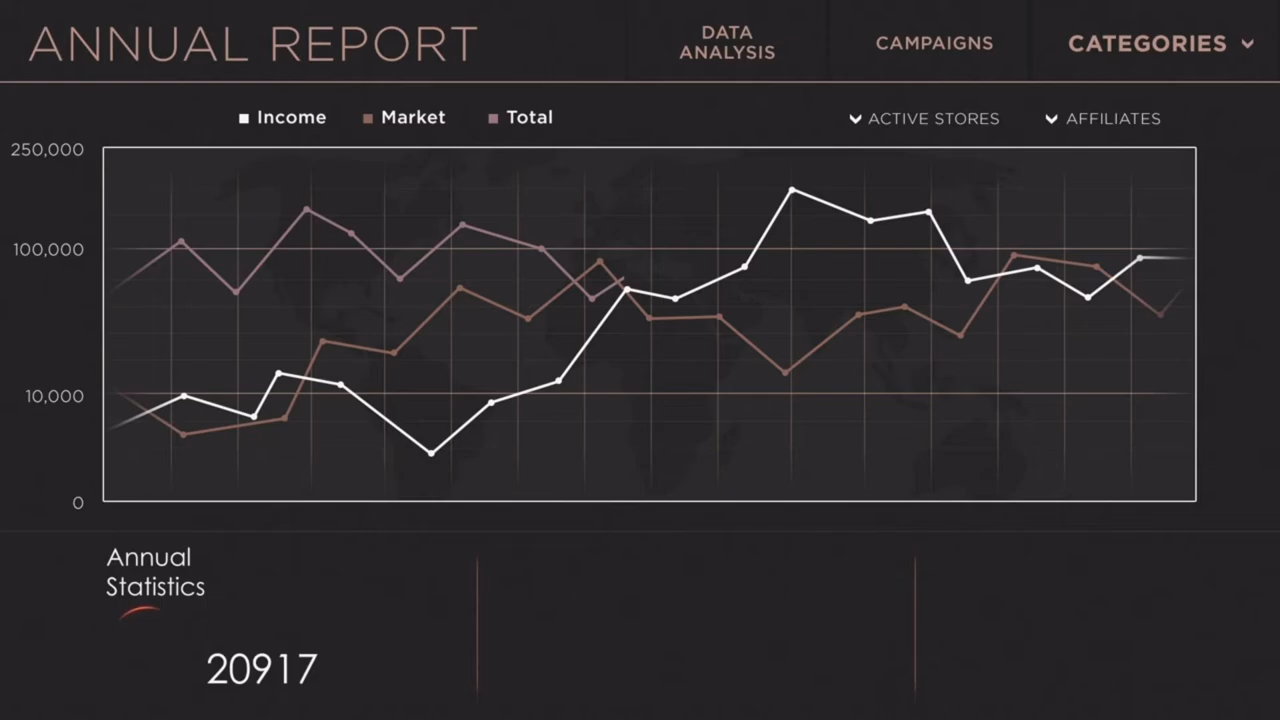 ANNUAL REPORT
DATA
ANALYSIS
CAMPAIGNS
CATEGORIES
Income
Market
Total
ACTIVE STORES
AFFILIATES
250,000
100,000
10,000
0
Annual
Statistics
20917